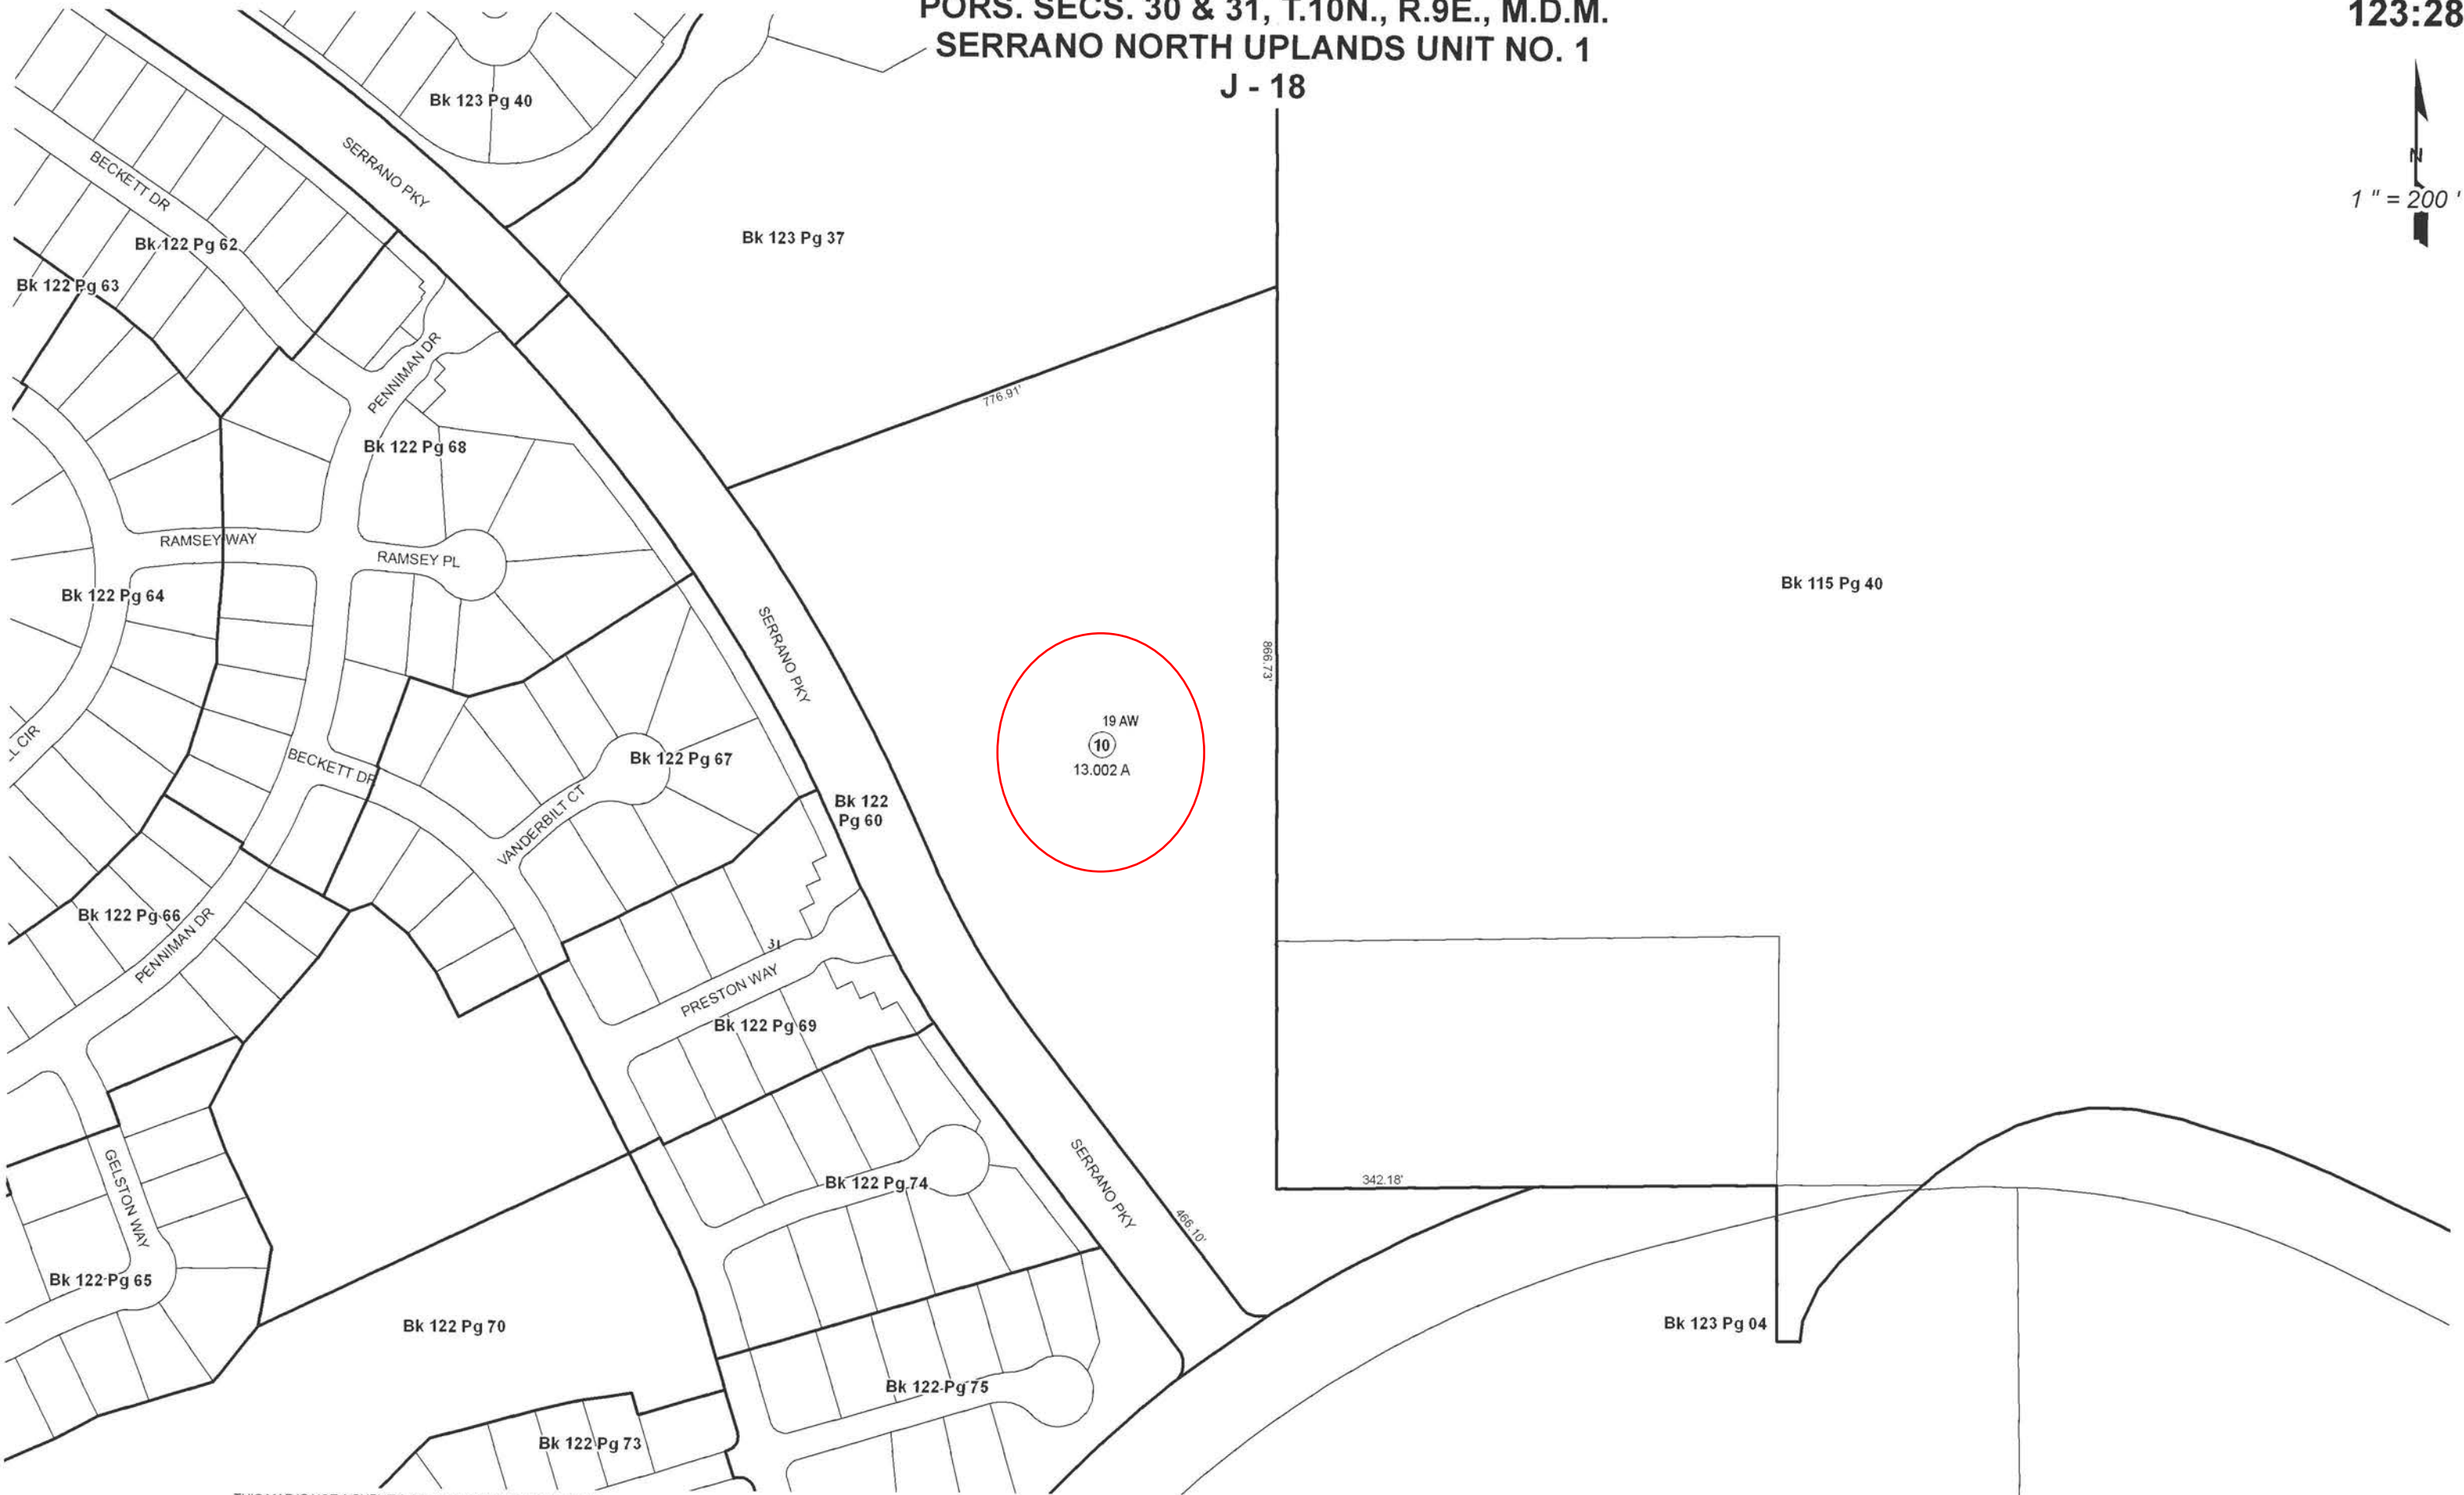 PORS. SECS. 30 & 31, T.10N., R.9E., M.D.M.
SERRANO NORTH UPLANDS UNIT NO. 1
J - 18
123:28
N
1 " = 200 '
Bk 123 Pg 40
SERRANO PKY
BECKETT DR
Bk 122 Pg 62
Bk 123 Pg 37
Bk 122 Pg 63
PENNIMAN DR
776.91'
Bk 122 Pg 68
RAMSEY WAY
RAMSEY PL
Bk 115 Pg 40
Bk 122 Pg 64
SERRANO PKY
866.73'
19 AW
10
13.002 A
L CIR
BECKETT DR
Bk 122 Pg 67
VANDERBILT CT
Bk 122
Pg 60
Bk 122 Pg 66
PENNIMAN DR
31
PRESTON WAY
Bk 122 Pg 69
GELSTON WAY
Bk 122 Pg 74
SERRANO PKY
466.10'
342.18'
Bk 122 Pg 65
Bk 122 Pg 70
Bk 123 Pg 04
Bk 122 Pg 75
Bk 122 Pg 73